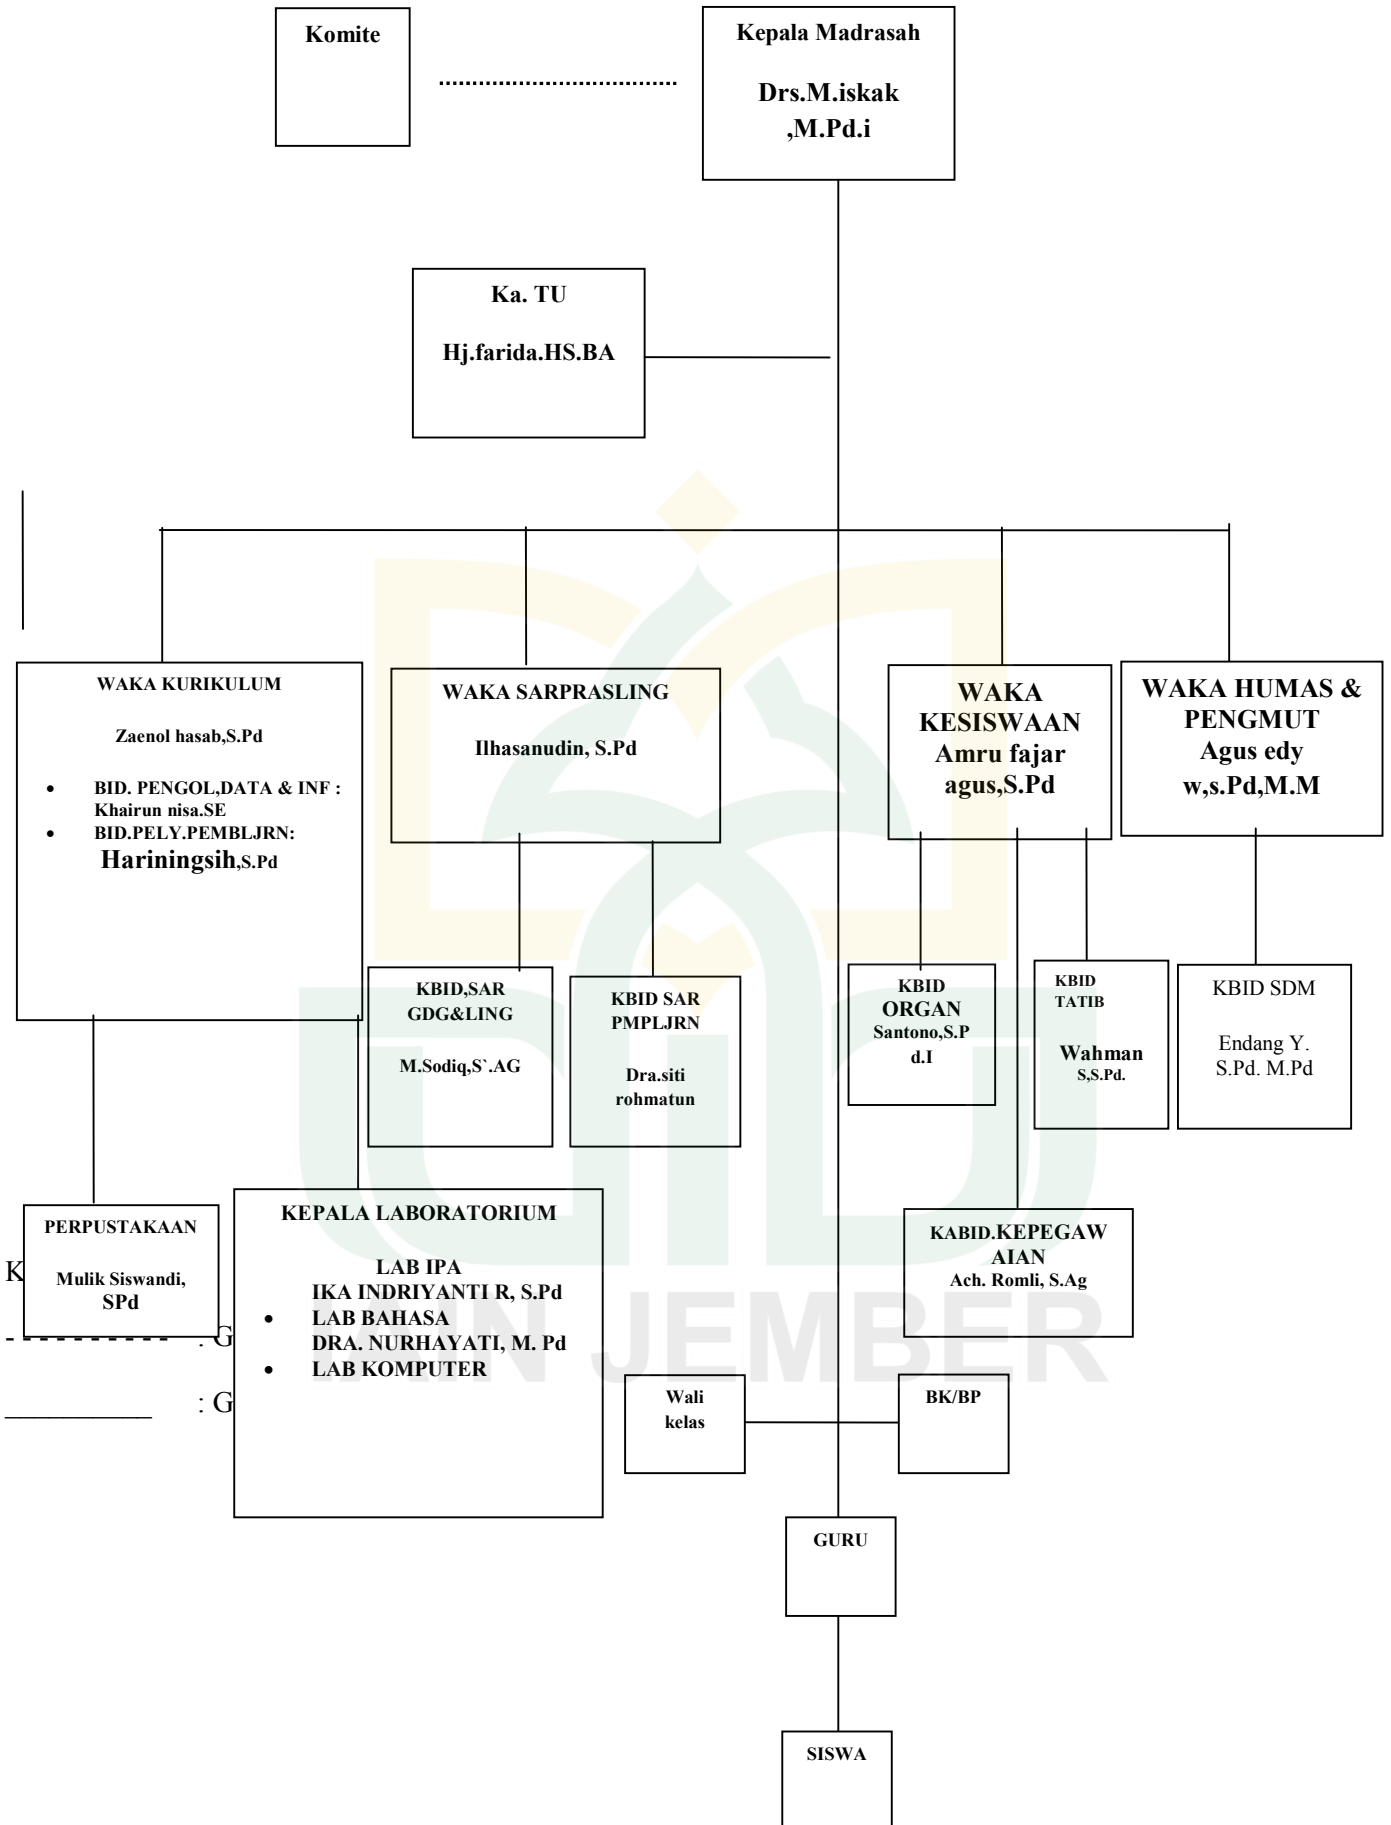 Komite
Kepala Madrasah
Drs.M.iskak
,M.Pd.i
..................................
Ka. TU
Hj.farida.HS.BA
WAKA KURIKULUM
Zaenol hasab,S.Pd
• BID. PENGOL,DATA & INF :
Khairun nisa.SE
• BID.PELY.PEMBLJRN:
Hariningsih,S.Pd
WAKA SARPRASLING
Ilhasanudin, S.Pd
WAKA
KESISWAAN
Amru fajar
agus,S.Pd
WAKA HUMAS &
PENGMUT
Agus edy
w,s.Pd,M.M
KBID,SAR
GDG&LING
M.Sodiq,S`.AG
KBID SAR
PMPLJRN
Dra.siti
rohmatun
KBID
ORGAN
Santono,S.P
d.I
KBID
TATIB
Wahman
S,S.Pd.
KBID SDM
Endang Y.
S.Pd. M.Pd
PERPUSTAKAAN
Mulik Siswandi,
SPd
KEPALA LABORATORIUM
LAB IPA
IKA INDRIYANTI R, S.Pd
• LAB BAHASA
DRA. NURHAYATI, M. Pd
• LAB KOMPUTER
KABID.KEPEGAW
AIAN
Ach. Romli, S.Ag
K
: G
: G
IAIN JEMBER
Wali
kelas
BK/BP
GURU
SISWA